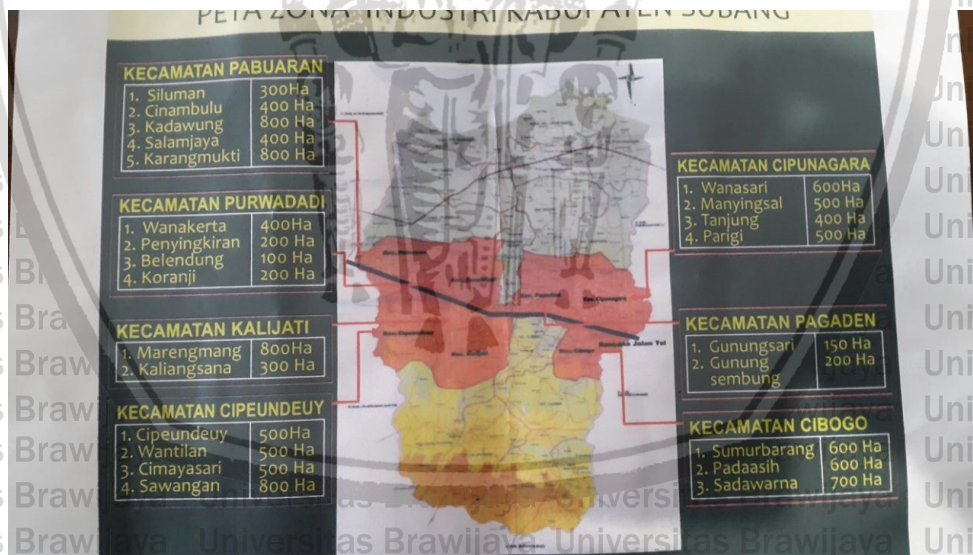 PETA ZONA INDUSTRI KABUPATEN SUBANG
KECAMATAN PABUARAN
1. Siluman 300Ha
2. Cinambulu 400 Ha
3. Kadawung 800 Ha
4. Salamjaya 400 Ha
5. Karangmukti 800 Ha
KECAMATAN PURWADADI
1. Wanakerta 400Ha
2. Penyingkiran 200 Ha
3. Belendung 100 Ha
4. Koranji 200 Ha
KECAMATAN KALIJATI
1. Marengmang 800Ha
2. Kaliangsana 300 Ha
KECAMATAN CIPEUNDEUY
1. Cipeundeuy 500Ha
2. Wantilan 500 Ha
3. Cimayasari 500 Ha
4. Sawangan 800 Ha
Jalan Tol
KECAMATAN CIPUNAGARA
1. Wanasari 600Ha
2. Manyingsal 500 Ha
3. Tanjung 400 Ha
4. Parigi 500 Ha
KECAMATAN PAGADEN
1. Gunungsari 150 Ha
2. Gunung 200 Ha
sembung
KECAMATAN CIBOGO
1. Sumurbarang 600 Ha
2. Padaasih 600 Ha
3. Sadawarna 700 Ha
Universitas Brawijaya